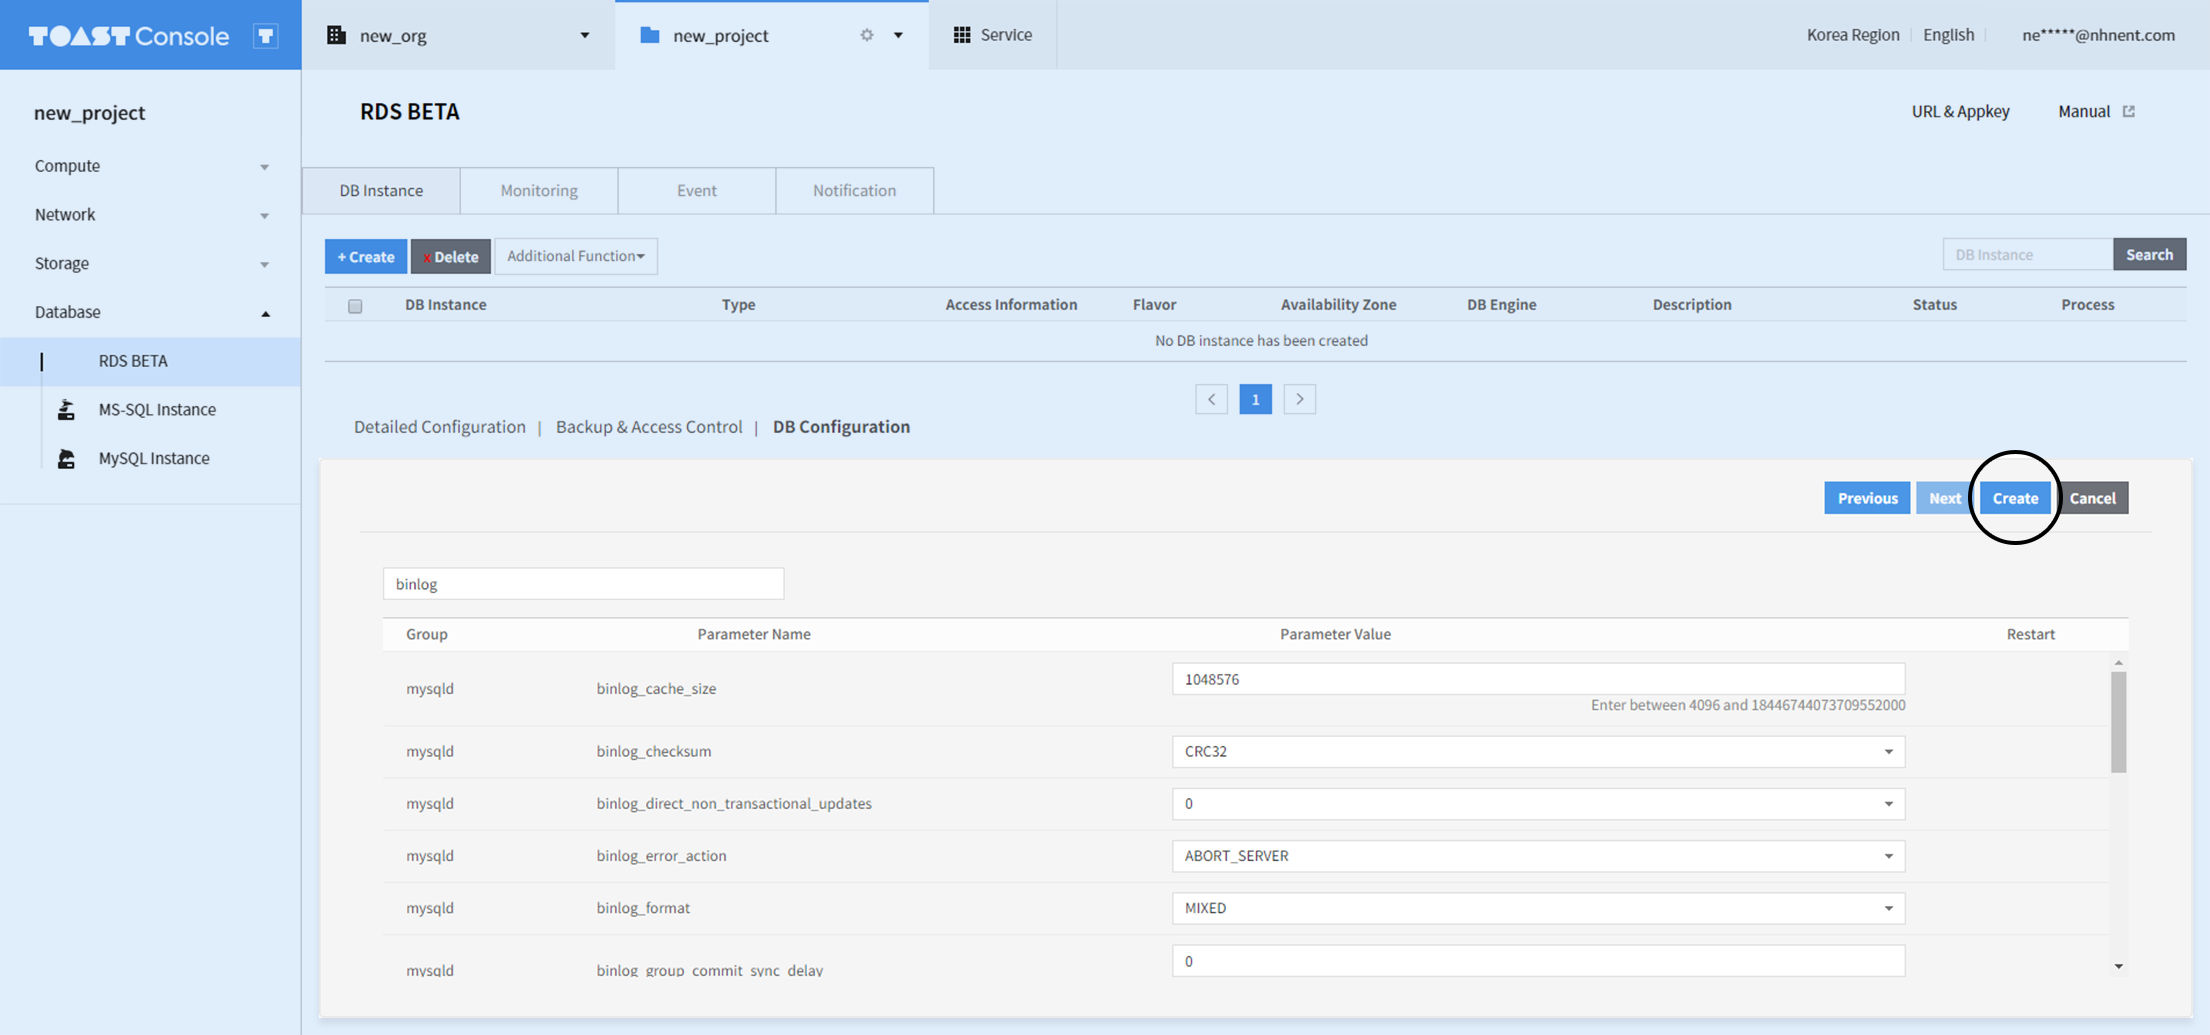 TOAST Console
new_org
new_project
Service
Korea Region
English
ne*****@nhnent.com
new_project
Compute
Network
Storage
Database
RDS BETA
MS-SQL Instance
MySQL Instance
RDS BETA
URL & Appkey
Manual
DB Instance
Monitoring
Event
Notification
+ Create
x Delete
Additional Function
DB Instance
Search
DB Instance Type Access Information Flavor Availability Zone DB Engine Description Status Process
No DB instance has been created
1
Detailed Configuration | Backup & Access Control | DB Configuration
Previous
Next
Create
Cancel
binlog
Group Parameter Name Parameter Value Restart
mysqld binlog_cache_size 1048576
Enter between 4096 and 18446744073709552000
mysqld binlog_checksum CRC32
mysqld binlog_direct_non_transactional_updates 0
mysqld binlog_error_action ABORT_SERVER
mysqld binlog_format MIXED
mysqld binlog_group_commit_sync_delay 0